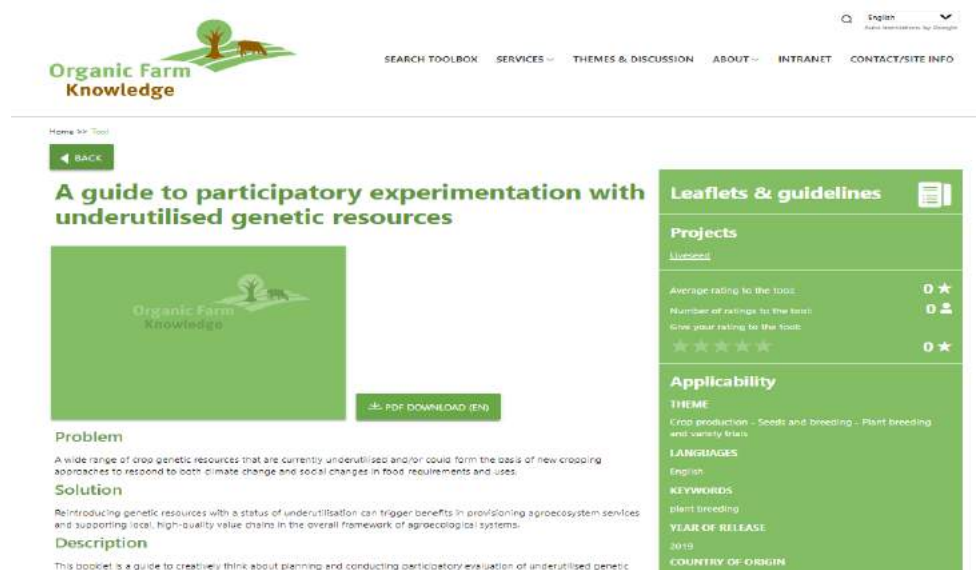 English
Auto translations by Google
Organic Farm
Knowledge
SEARCH TOOLBOX SERVICES THEMES & DISCUSSION ABOUT INTRANET CONTACT/SITE INFO
Home >> Tool
BACK
A guide to participatory experimentation with
underutilised genetic resources
Organic Farm
Knowledge
PDF DOWNLOAD (EN)
Problem
A wide range of crop genetic resources that are currently underutilised and/or could form the basis of new cropping
approaches to respond to both climate change and social changes in food requirements and uses.
Solution
Reintroducing genetic resources with a status of underutilisation can trigger benefits in provisioning agroecosystem services
and supporting local, high-quality value chains in the overall framework of agroecological systems.
Description
This booklet is a guide to creatively think about planning and conducting participatory evaluation of underutilised genetic
Leaflets & guidelines
Projects
Liveseed
Average rating to the tool: 0
Number of ratings to the tool: 0
Give your rating to the tool:
0
Applicability
THEME
Crop production - Seeds and breeding - Plant breeding
and variety trials
LANGUAGES
English
KEYWORDS
plant breeding
YEAR OF RELEASE
2019
COUNTRY OF ORIGIN